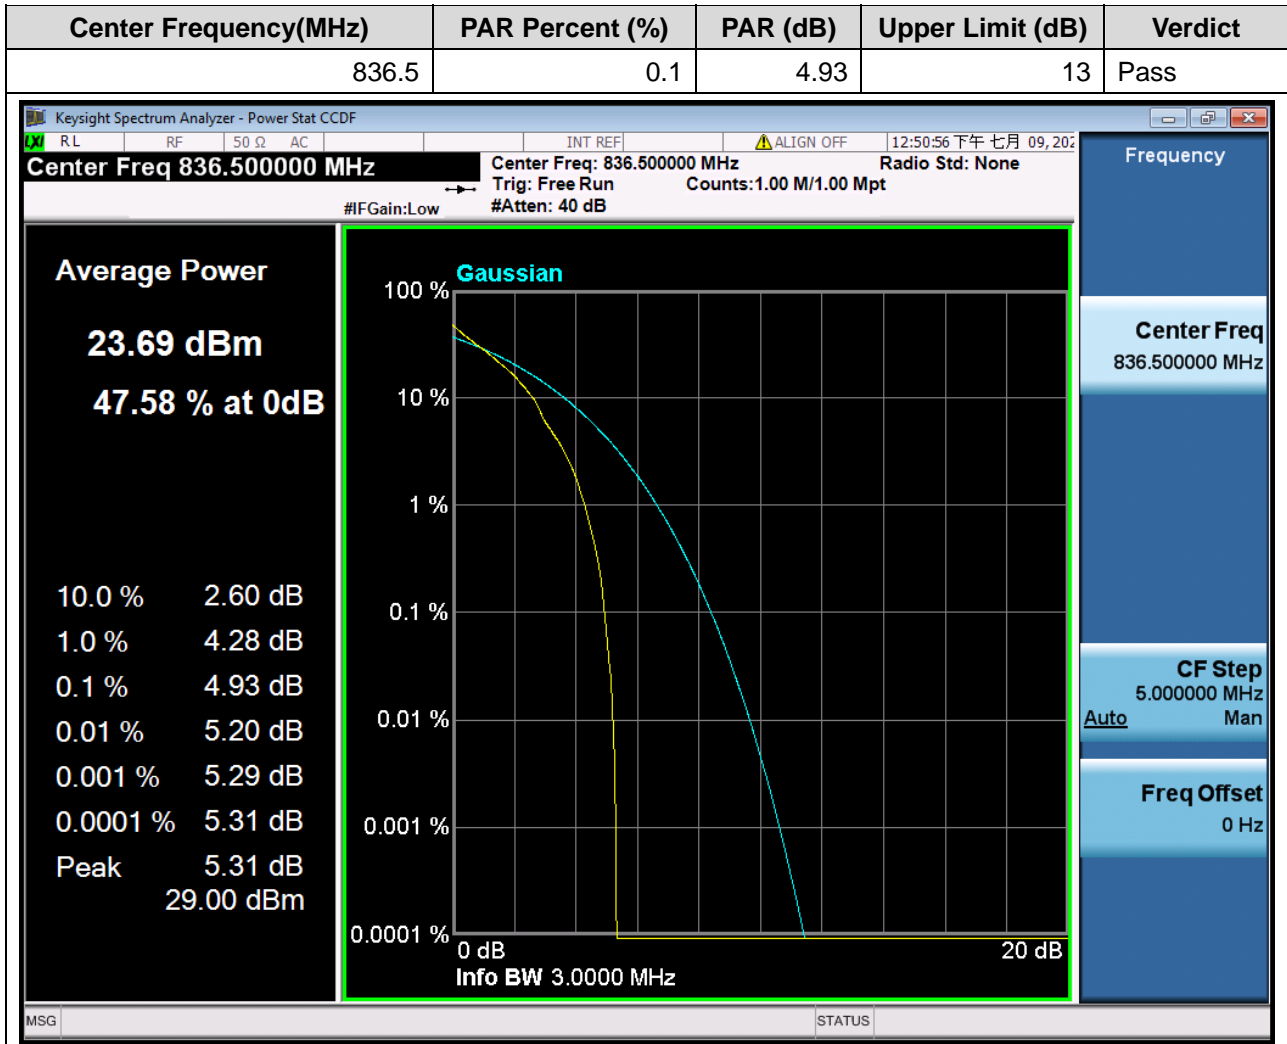 Center Frequency(MHz) PAR Percent (%) PAR (dB) Upper Limit (dB) Verdict
836.5 0.1 4.93 13 Pass
Keysight Spectrum Analyzer - Power Stat CCDF
LXI RL RF 50 Ω AC INT REF ALIGN OFF 12:50:56 下午 七月 09, 202
Center Freq 836.500000 MHz
Center Freq: 836.500000 MHz Radio Std: None
Trig: Free Run Counts:1.00 M/1.00 Mpt
#IFGain:Low #Atten: 40 dB
Average Power
23.69 dBm
47.58 % at 0dB
10.0 % 2.60 dB
1.0 % 4.28 dB
0.1 % 4.93 dB
0.01 % 5.20 dB
0.001 % 5.29 dB
0.0001 % 5.31 dB
Peak 5.31 dB
29.00 dBm
Gaussian
100 %
10 %
1 %
0.1 %
0.01 %
0.001 %
0.0001 %
0 dB 20 dB
Info BW 3.0000 MHz
Frequency
Center Freq
836.500000 MHz
CF Step
5.000000 MHz
Auto Man
Freq Offset
0 Hz
MSG STATUS